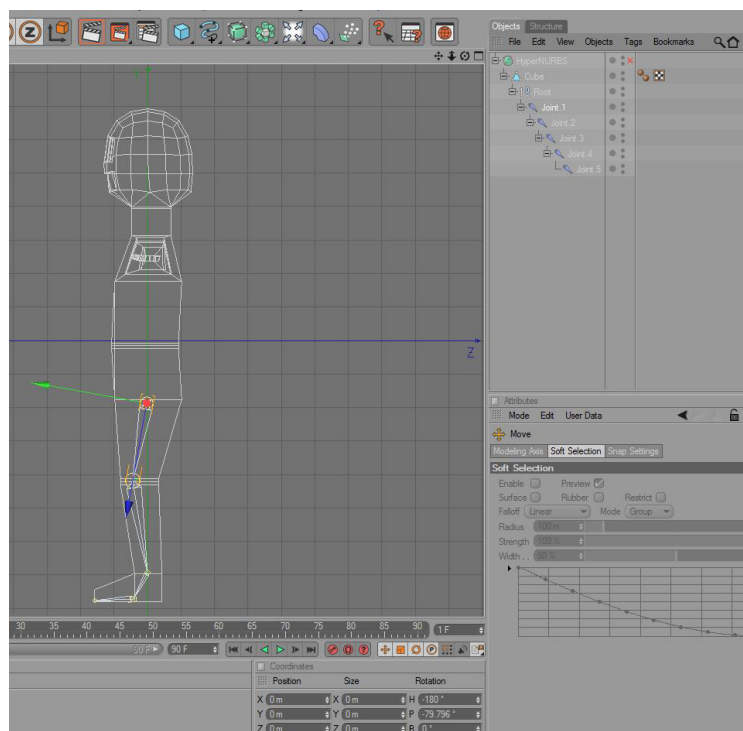 Objects Structure
File Edit View Objects Tags Bookmarks
HyperNURBS
Cube
Root
Joint.1
Joint.2
Joint.3
Joint.4
Joint.5
Y
Z
Attributes
Mode Edit User Data
Move
Modeling Axis Soft Selection Snap Settings
Soft Selection
Enable Preview
Surface Rubber Restrict
Falloff Linear Mode Group
Radius 100 m
Strength 100 %
Width . . 60 %
30 35 40 45 50 55 60 65 70 75 80 85 90 1 F
90 F 90 F
Coordinates
Position Size Rotation
X 0 m X 0 m H -180 °
Y 0 m Y 0 m P -79.796 °
Z 0 m Z 0 m B 0 °